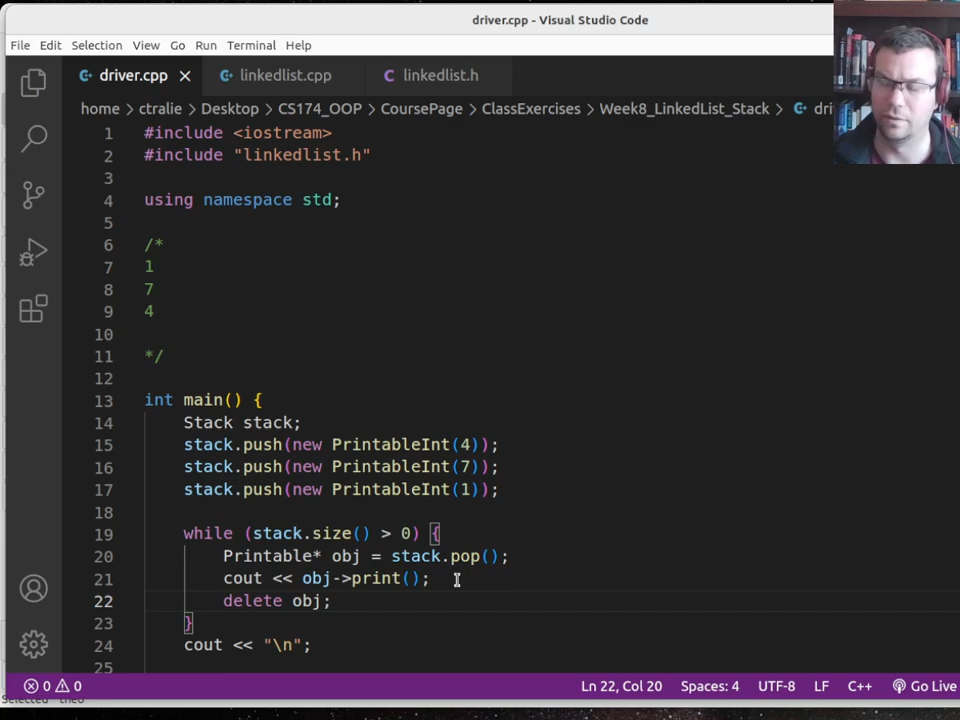 driver.cpp - Visual Studio Code
File Edit Selection View Go Run Terminal Help
driver.cpp linkedlist.cpp linkedlist.h
home > ctralie > Desktop > CS174_OOP > CoursePage > ClassExercises > Week8_LinkedList_Stack > dri
1 #include <iostream>
2 #include "linkedlist.h"
3
4 using namespace std;
5
6 /*
7 1
8 7
9 4
10
11 */
12
13 int main() {
14 Stack stack;
15 stack.push(new PrintableInt(4));
16 stack.push(new PrintableInt(7));
17 stack.push(new PrintableInt(1));
18
19 while (stack.size() > 0) {
20 Printable* obj = stack.pop();
21 cout << obj->print();
22 delete obj;
23 }
24 cout << "\n";
25
0 0 Ln 22, Col 20 Spaces: 4 UTF-8 LF C++ Go Live